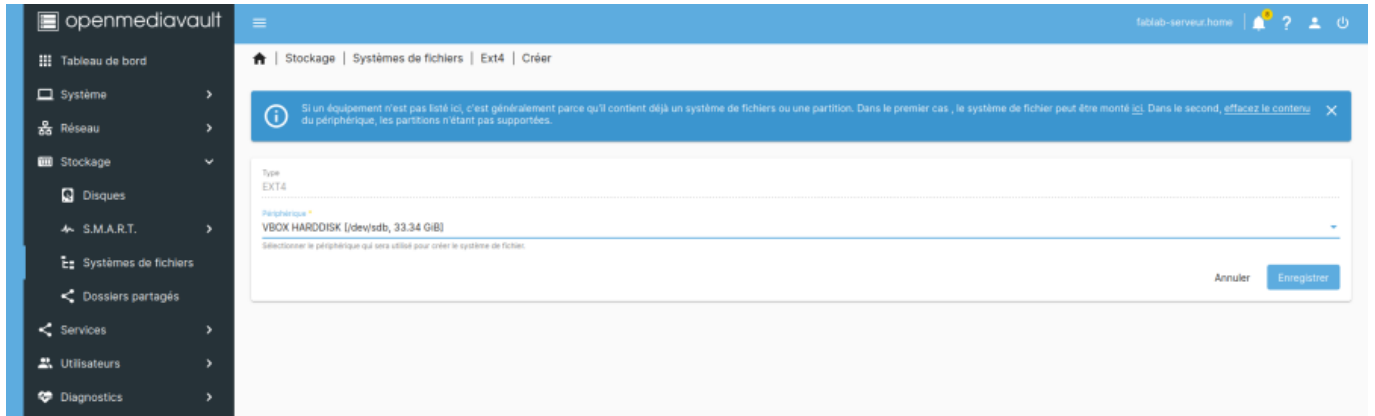 openmediavault
fablab-serveur.home
8
?
Tableau de bord
Système
Réseau
Stockage
Disques
S.M.A.R.T.
Systèmes de fichiers
Dossiers partagés
Services
Utilisateurs
Diagnostics
| Stockage | Systèmes de fichiers | Ext4 | Créer
Si un équipement n'est pas listé ici, c'est généralement parce qu'il contient déjà un système de fichiers ou une partition. Dans le premier cas , le système de fichier peut être monté ici. Dans le second, effacez le contenu
du périphérique, les partitions n'étant pas supportées.
Type
EXT4
Périphérique *
VBOX HARDDISK [/dev/sdb, 33.34 GiB]
Sélectionner le périphérique qui sera utilisé pour créer le système de fichier.
Annuler
Enregistrer